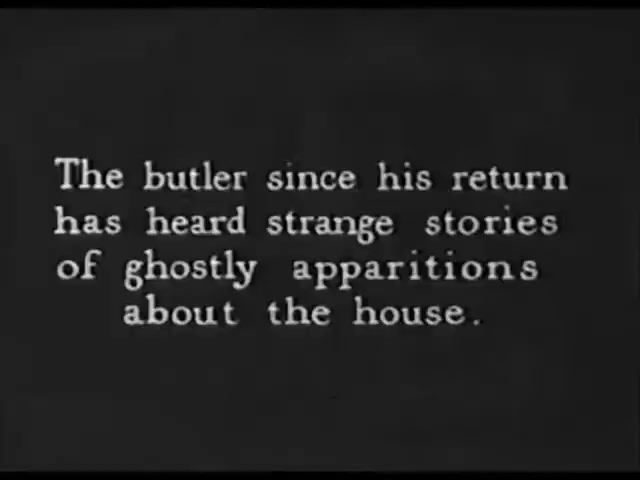 The butler since his return
has heard strange stories
of ghostly apparitions
about the house.